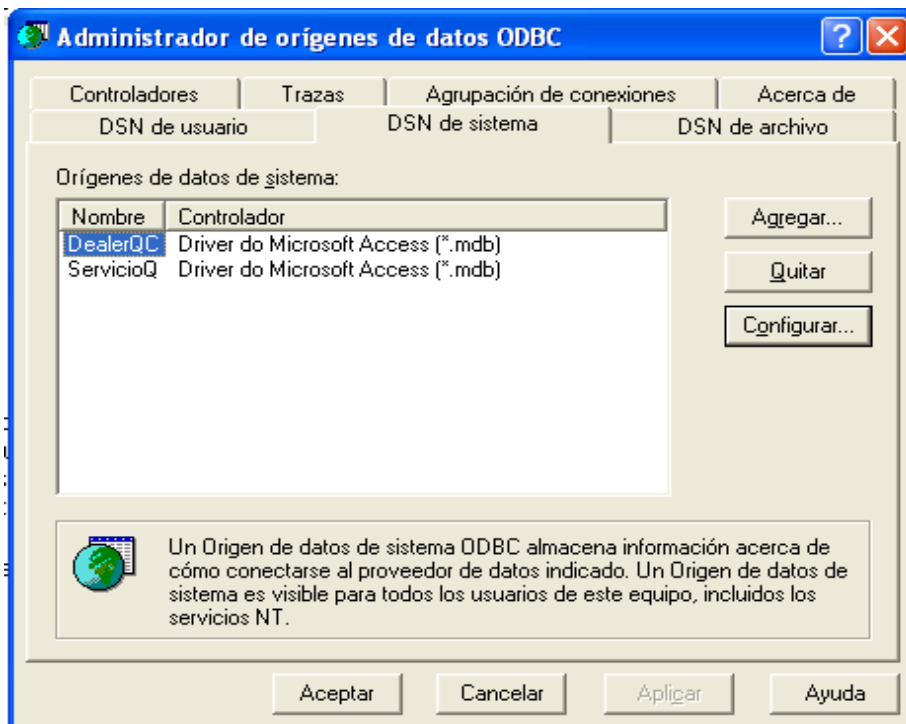 Administrador de orígenes de datos ODBC
Controladores Trazas Agrupación de conexiones Acerca de
DSN de usuario DSN de sistema DSN de archivo
Orígenes de datos de sistema:
Nombre Controlador
DealerQC Driver do Microsoft Access (*.mdb)
ServicioQ Driver do Microsoft Access (*.mdb)
Agregar...
Quitar
Configurar...
Un Origen de datos de sistema ODBC almacena información acerca de
cómo conectarse al proveedor de datos indicado. Un Origen de datos de
sistema es visible para todos los usuarios de este equipo, incluidos los
servicios NT.
Aceptar Cancelar Aplicar Ayuda